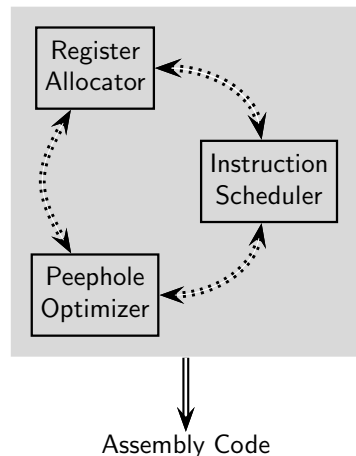 Register
Allocator
Instruction
Scheduler
Peephole
Optimizer
Assembly Code